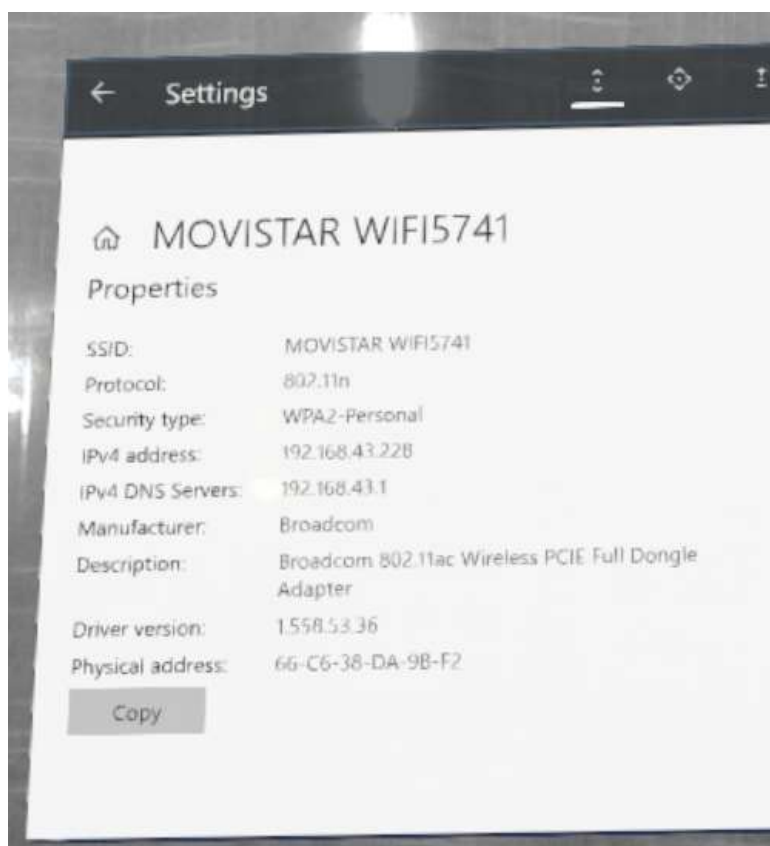 Settings
MOVISTAR WIFI5741
Properties
SSID: MOVISTAR WIFI5741
Protocol: 802.11n
Security type: WPA2-Personal
IPv4 address: 192.168.43.228
IPv4 DNS Servers: 192.168.43.1
Manufacturer: Broadcom
Description: Broadcom 802.11ac Wireless PCIE Full Dongle
Adapter
Driver version: 1.558.53.36
Physical address: 66-C6-38-DA-9B-F2
Copy